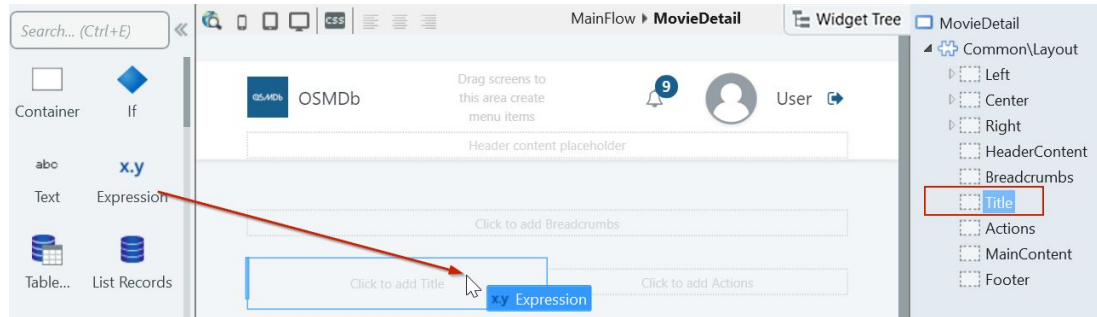 Search... (Ctrl+E)
Container
If
abc
Text
x.y
Expression
Table...
List Records
css
MainFlow ▸ MovieDetail
Widget Tree
OSMDb
OSMDb
Drag screens to
this area create
menu items
9
User
Header content placeholder
Click to add Breadcrumbs
Click to add Title
x.y Expression
Click to add Actions
MovieDetail
Common\Layout
Left
Center
Right
HeaderContent
Breadcrumbs
Title
Actions
MainContent
Footer